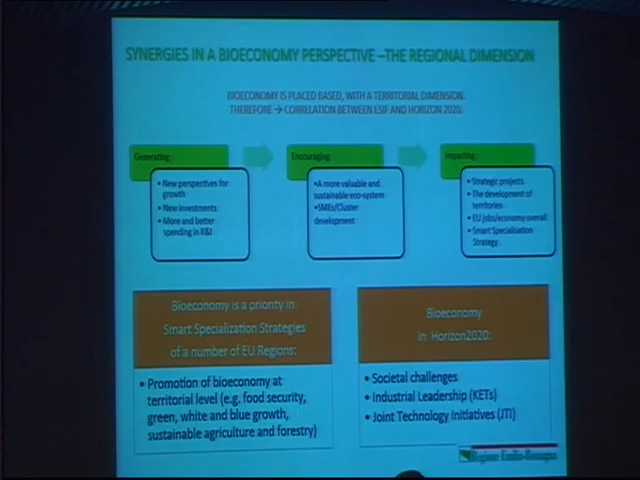 SYNERGIES IN A BIOECONOMY PERSPECTIVE –THE REGIONAL DIMENSION
BIOECONOMY IS PLACED BASED, WITH A TERRITORIAL DIMENSION.
THEREFORE → CORRELATION BETWEEN ESIF AND HORIZON 2020.
Generating:
• New perspectives for
growth
• New investments
• More and better
spending in R&I
Encouraging:
• A more valuable and
sustainable eco-system
• SMEs/Cluster
development
Impacting:
• Strategic projects
• The development of
territories
• EU jobs/economy overall
• Smart Specialisation
Strategy
Bioeconomy is a priority in
Smart Specialization Strategies
of a number of EU Regions:
• Promotion of bioeconomy at
territorial level (e.g. food security,
green, white and blue growth,
sustainable agriculture and forestry)
Bioeconomy
in Horizon2020:
• Societal challenges
• Industrial Leadership (KETs)
• Joint Technology Initiatives (JTI)
Regione Emilia-Romagna